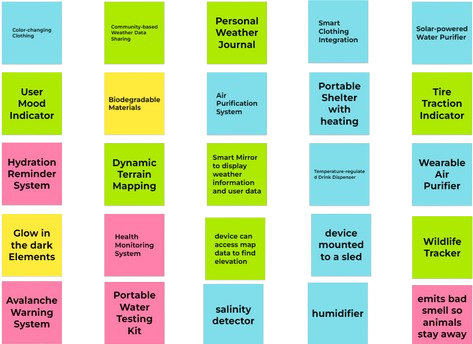 Color-changing
Clothing
Community-based
Weather Data
Sharing
Personal
Weather
Journal
Smart
Clothing
Integration
Solar-powered
Water Purifier
User
Mood
Indicator
Biodegradable
Materials
Air
Purification
System
Portable
Shelter
with
heating
Tire
Traction
Indicator
Hydration
Reminder
System
Dynamic
Terrain
Mapping
Smart Mirror
to display
weather
information
and user data
Temperature-regulate
d Drink Dispenser
Wearable
Air
Purifier
Glow in
the dark
Elements
Health
Monitoring
System
device can
access map
data to find
elevation
device
mounted
to a sled
Wildlife
Tracker
Avalanche
Warning
System
Portable
Water
Testing
Kit
salinity
detector
humidifier
emits bad
smell so
animals
stay away